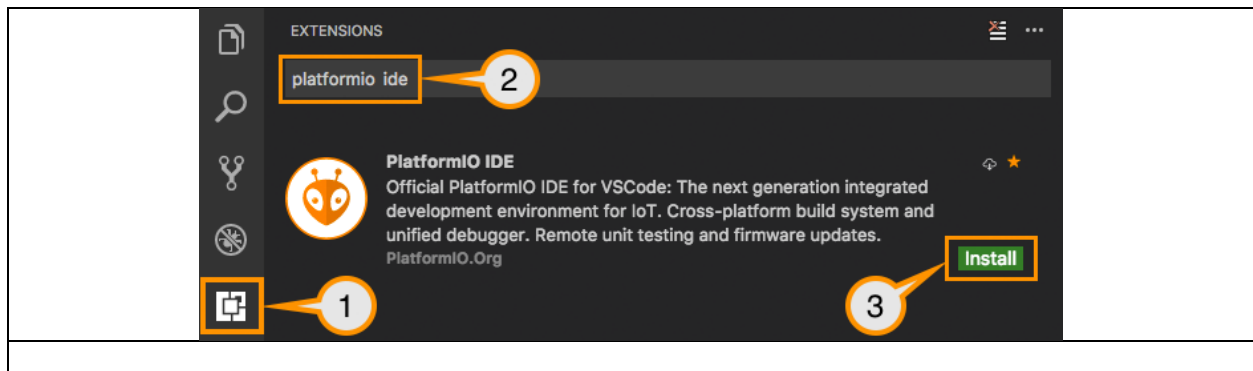 EXTENSIONS
platformio ide
2
PlatformIO IDE
Official PlatformIO IDE for VSCode: The next generation integrated
development environment for IoT. Cross-platform build system and
unified debugger. Remote unit testing and firmware updates.
PlatformIO.Org
Install
1
3